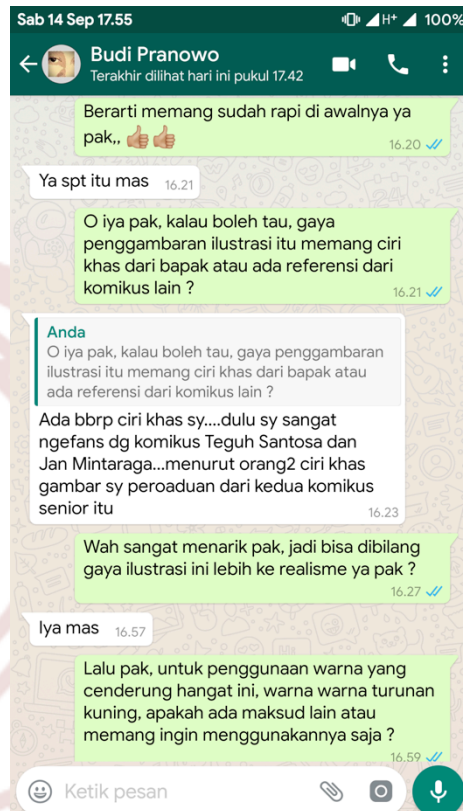 Sab 14 Sep 17.55
H+ 100%
Budi Pranowo
Terakhir dilihat hari ini pukul 17.42
Berarti memang sudah rapi di awalnya ya
pak,, 👍👍
16.20
Ya spt itu mas 16.21
O iya pak, kalau boleh tau, gaya
penggambaran ilustrasi itu memang ciri
khas dari bapak atau ada referensi dari
komikus lain ?
16.21
Anda
O iya pak, kalau boleh tau, gaya penggambaran
ilustrasi itu memang ciri khas dari bapak atau
ada referensi dari komikus lain ?
Ada bbrp ciri khas sy....dulu sy sangat
ngefans dg komikus Teguh Santosa dan
Jan Mintaraga...menurut orang2 ciri khas
gambar sy peroaduan dari kedua komikus
senior itu
16.23
Wah sangat menarik pak, jadi bisa dibilang
gaya ilustrasi ini lebih ke realisme ya pak ?
16.27
Iya mas 16.57
Lalu pak, untuk penggunaan warna yang
cenderung hangat ini, warna warna turunan
kuning, apakah ada maksud lain atau
memang ingin menggunakannya saja ?
16.59
Ketik pesan